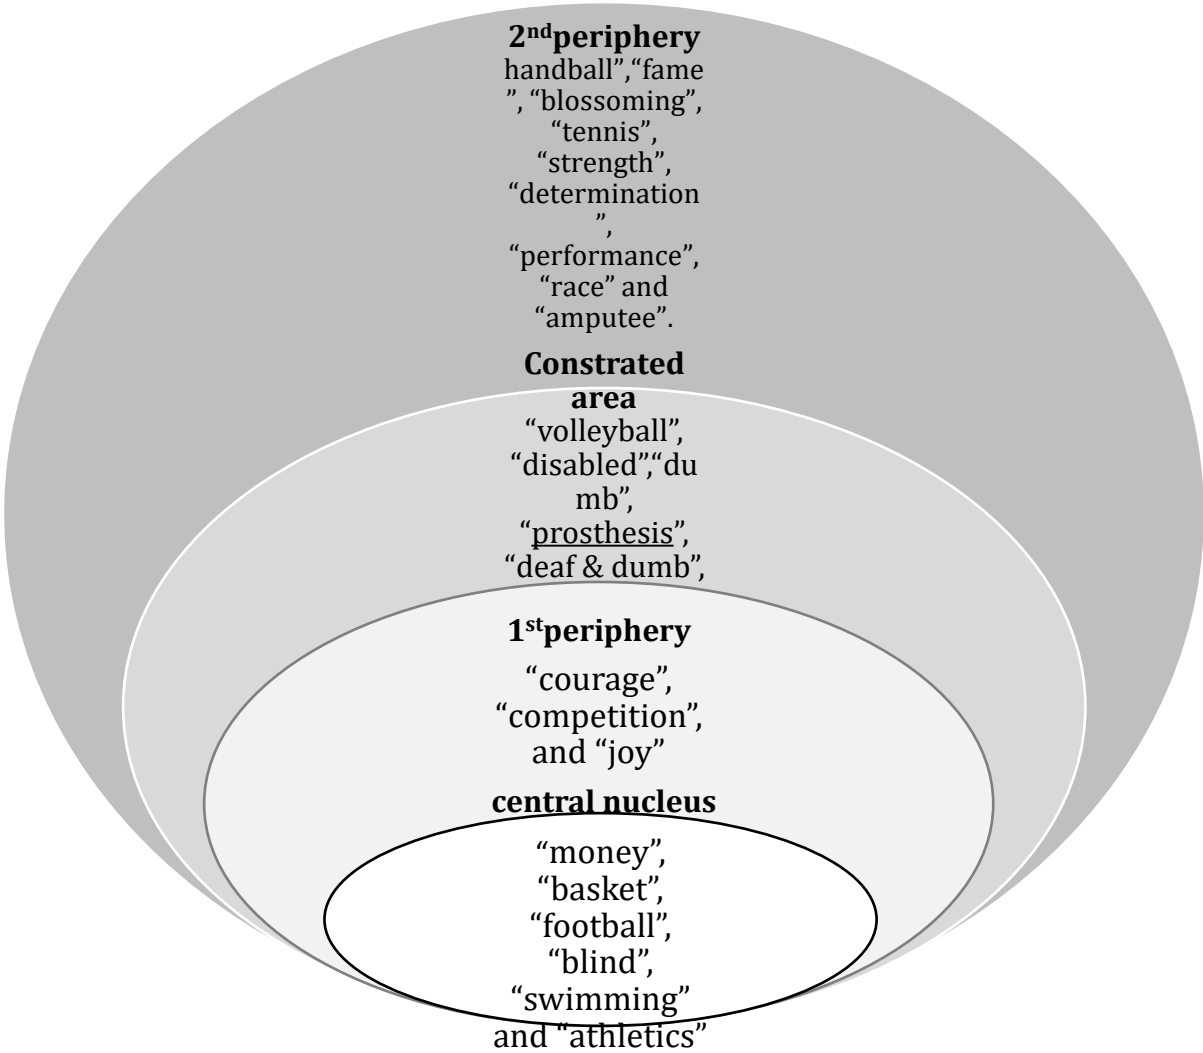 2ndperiphery
handball”,“fame
”, “blossoming”,
“tennis”,
“strength”,
“determination
”,
“performance”,
“race” and
“amputee”.
Constrated
area
“volleyball”,
“disabled”,“du
mb”,
“prosthesis”,
“deaf & dumb”,
1stperiphery
“courage”,
“competition”,
and “joy”
central nucleus
“money”,
“basket”,
“football”,
“blind”,
“swimming”
and “athletics”